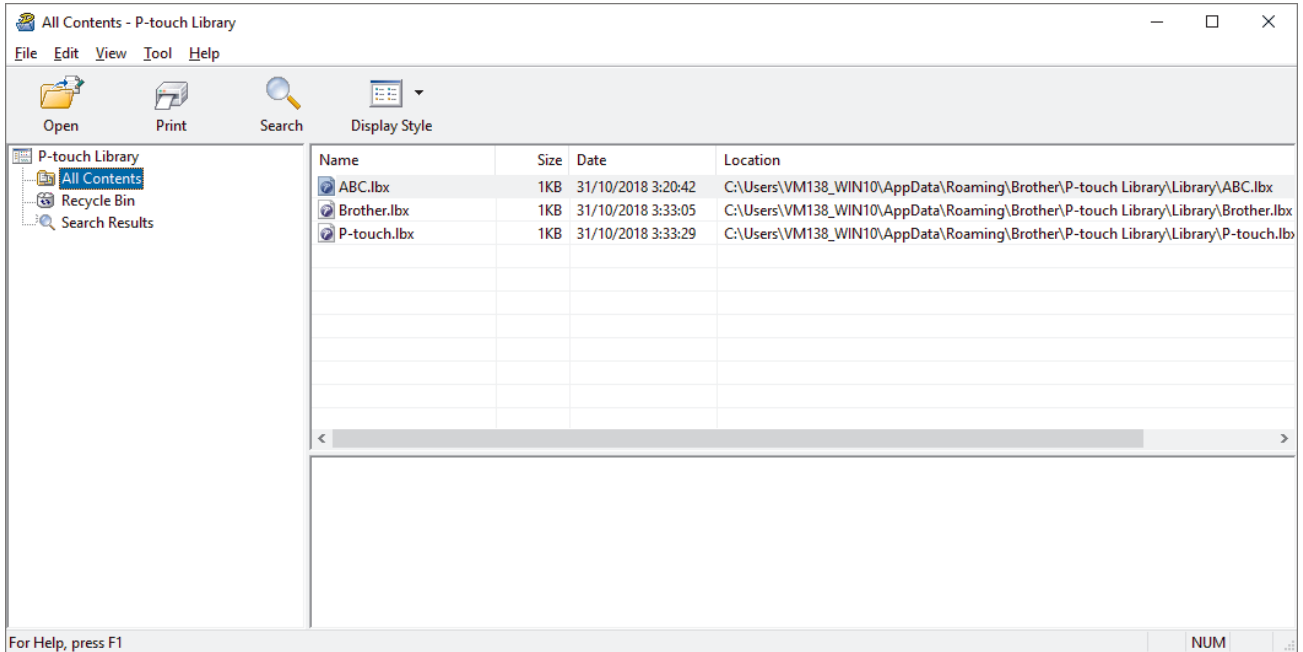 All Contents - P-touch Library
File Edit View Tool Help
Open Print Search Display Style
P-touch Library
All Contents
Recycle Bin
Search Results
Name Size Date Location
ABC.lbx 1KB 31/10/2018 3:20:42 C:\Users\VM138_WIN10\AppData\Roaming\Brother\P-touch Library\Library\ABC.lbx
Brother.lbx 1KB 31/10/2018 3:33:05 C:\Users\VM138_WIN10\AppData\Roaming\Brother\P-touch Library\Library\Brother.lbx
P-touch.lbx 1KB 31/10/2018 3:33:29 C:\Users\VM138_WIN10\AppData\Roaming\Brother\P-touch Library\Library\P-touch.lbx
For Help, press F1 NUM